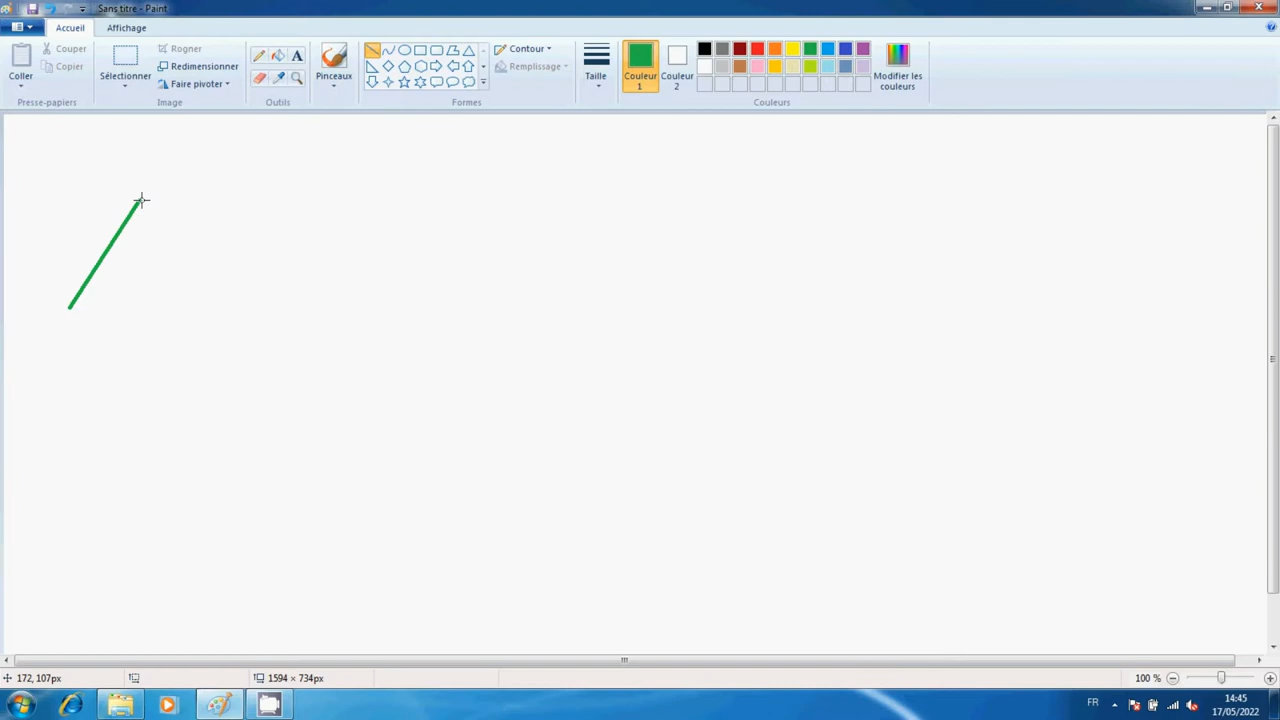 Sans titre - Paint
Accueil
Affichage
Coller
Couper
Copier
Presse-papiers
Sélectionner
Rogner
Redimensionner
Faire pivoter
Image
A
Outils
Pinceaux
Contour
Remplissage
Formes
Taille
Couleur
1
Couleur
2
Modifier les
couleurs
Couleurs
172, 107px
1594 × 734px
100 %
FR
14:45
17/05/2022